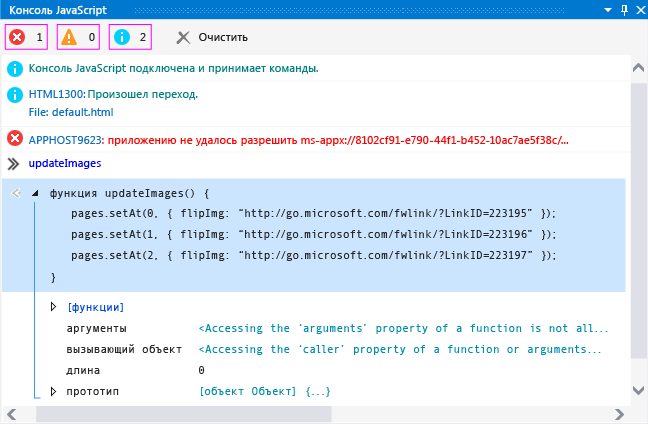 Консоль JavaScript
1 0 2 Очистить
Консоль JavaScript подключена и принимает команды.
HTML1300: Произошел переход.
File: default.html
APPHOST9623: приложению не удалось разрешить ms-appx://8102cf91-e790-44f1-b452-10ac7ae5f38c/...
updateImages
функция updateImages() {
pages.setAt(0, { flipImg: "http://go.microsoft.com/fwlink/?LinkID=223195" });
pages.setAt(1, { flipImg: "http://go.microsoft.com/fwlink/?LinkID=223196" });
pages.setAt(2, { flipImg: "http://go.microsoft.com/fwlink/?LinkID=223197" });
}
[функции]
аргументы <Accessing the 'arguments' property of a function is not all...
вызывающий объект <Accessing the 'caller' property of a function or arguments...
длина 0
прототип [объект Object] {...}